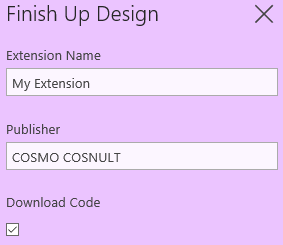 Finish Up Design
Extension Name
My Extension
Publisher
COSMO COSNULT
Download Code